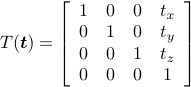 T(t) = [ 1 0 0 t_x
0 1 0 t_y
0 0 1 t_z
0 0 0 1 ]